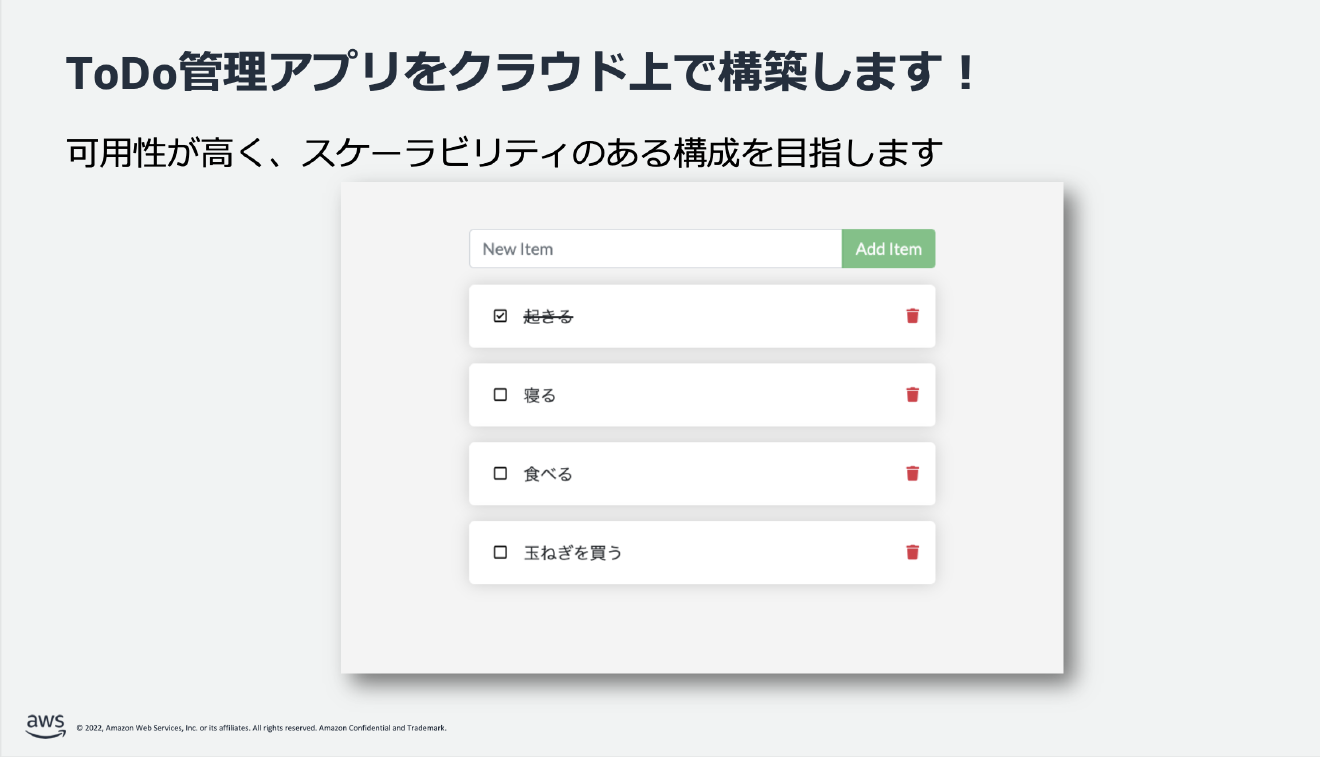 ToDo管理アプリをクラウド上で構築します！
可用性が高く、スケーラビリティのある構成を目指します
New Item
Add Item
起きる
寝る
食べる
玉ねぎを買う
aws
© 2022, Amazon Web Services, Inc. or its affiliates. All rights reserved. Amazon Confidential and Trademark.